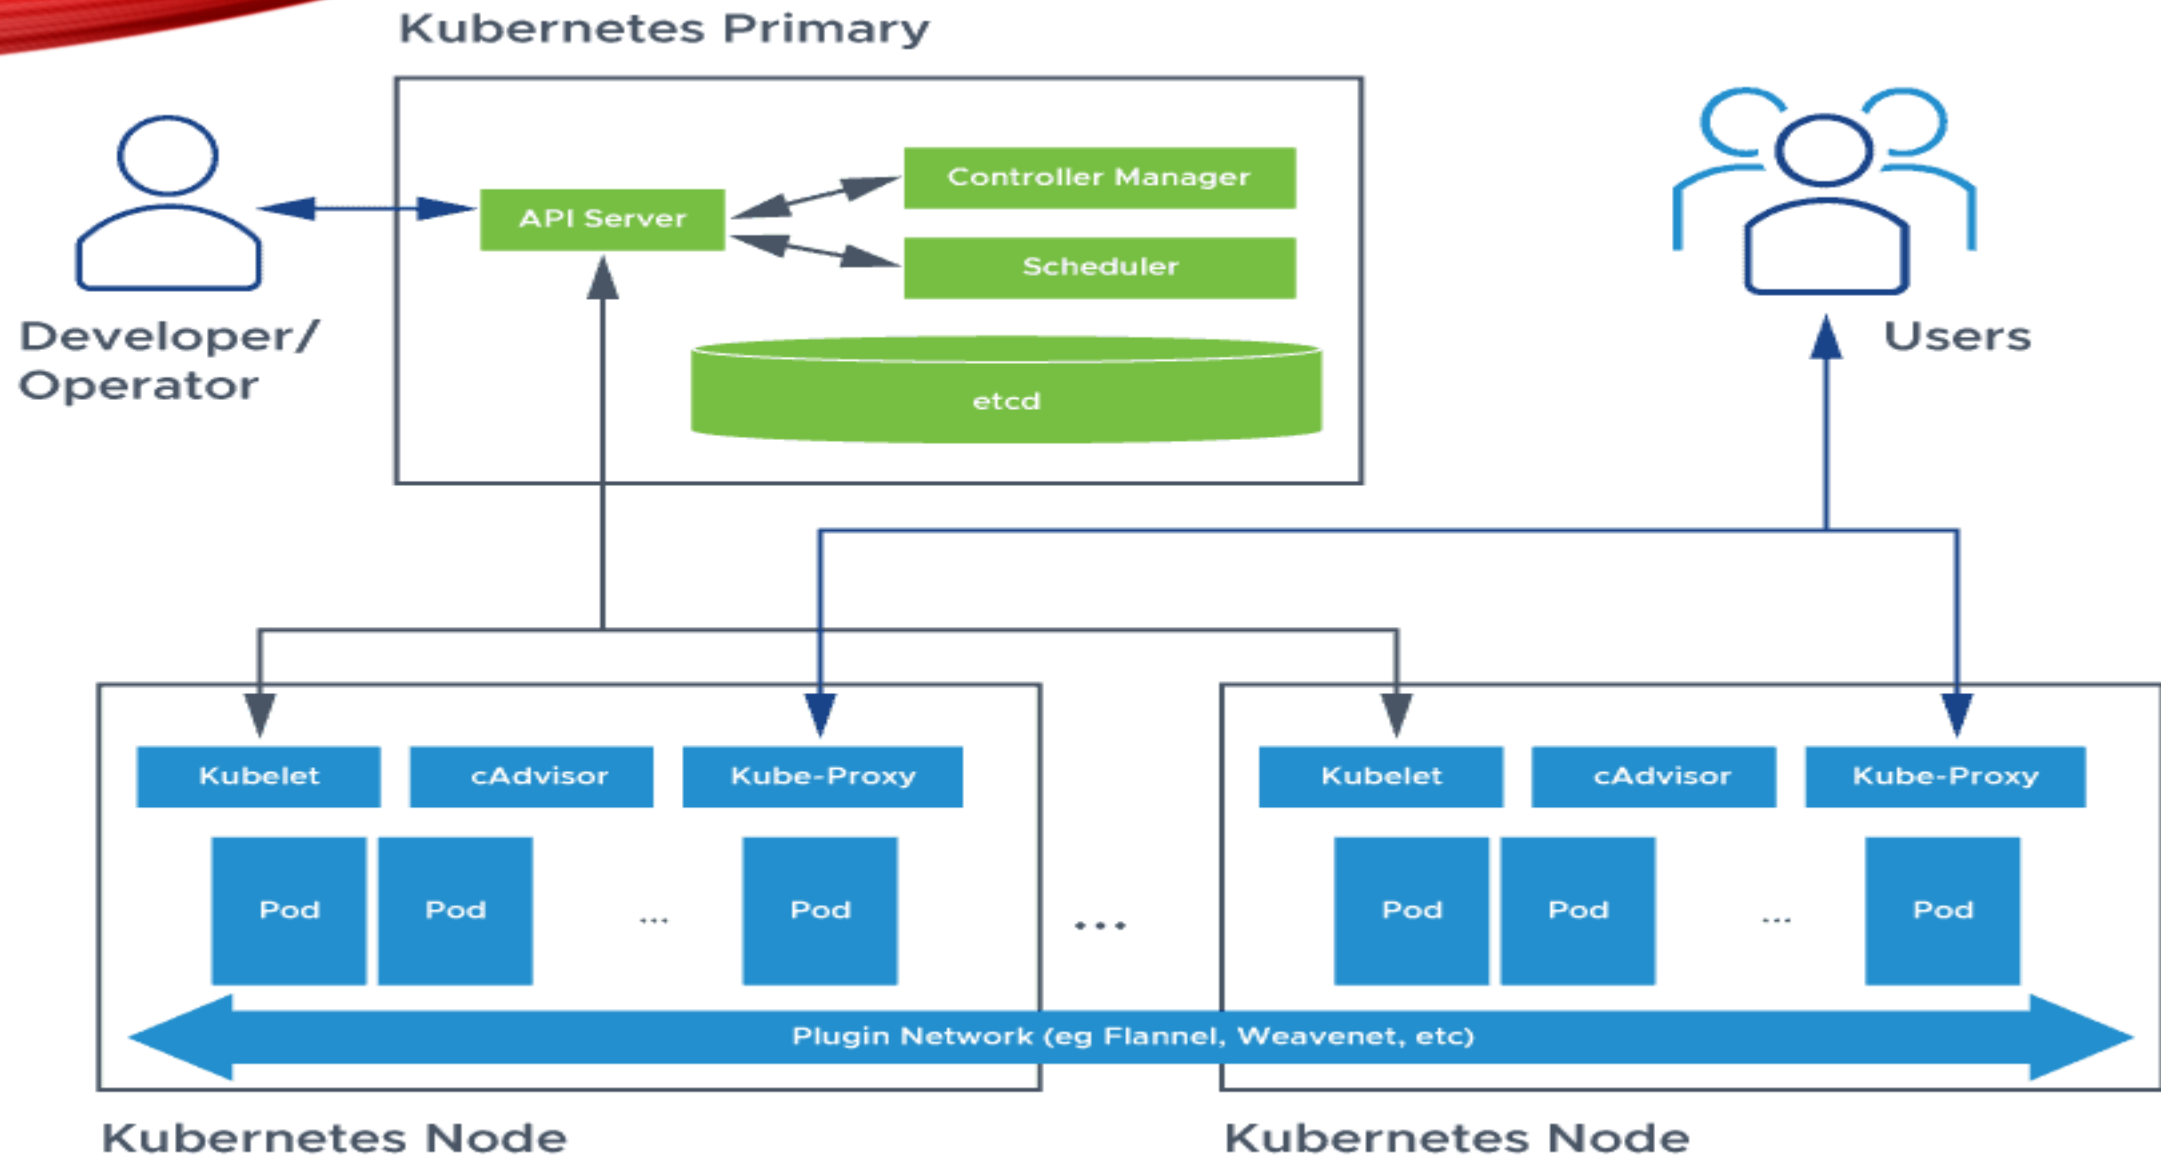 Kubernetes Primary
Controller Manager
API Server
Scheduler
etcd
Developer/
Operator
Users
Kubelet
cAdvisor
Kube-Proxy
Pod
Pod
...
Pod
...
Kubelet
cAdvisor
Kube-Proxy
Pod
Pod
...
Pod
Plugin Network (eg Flannel, Weavenet, etc)
Kubernetes Node
Kubernetes Node